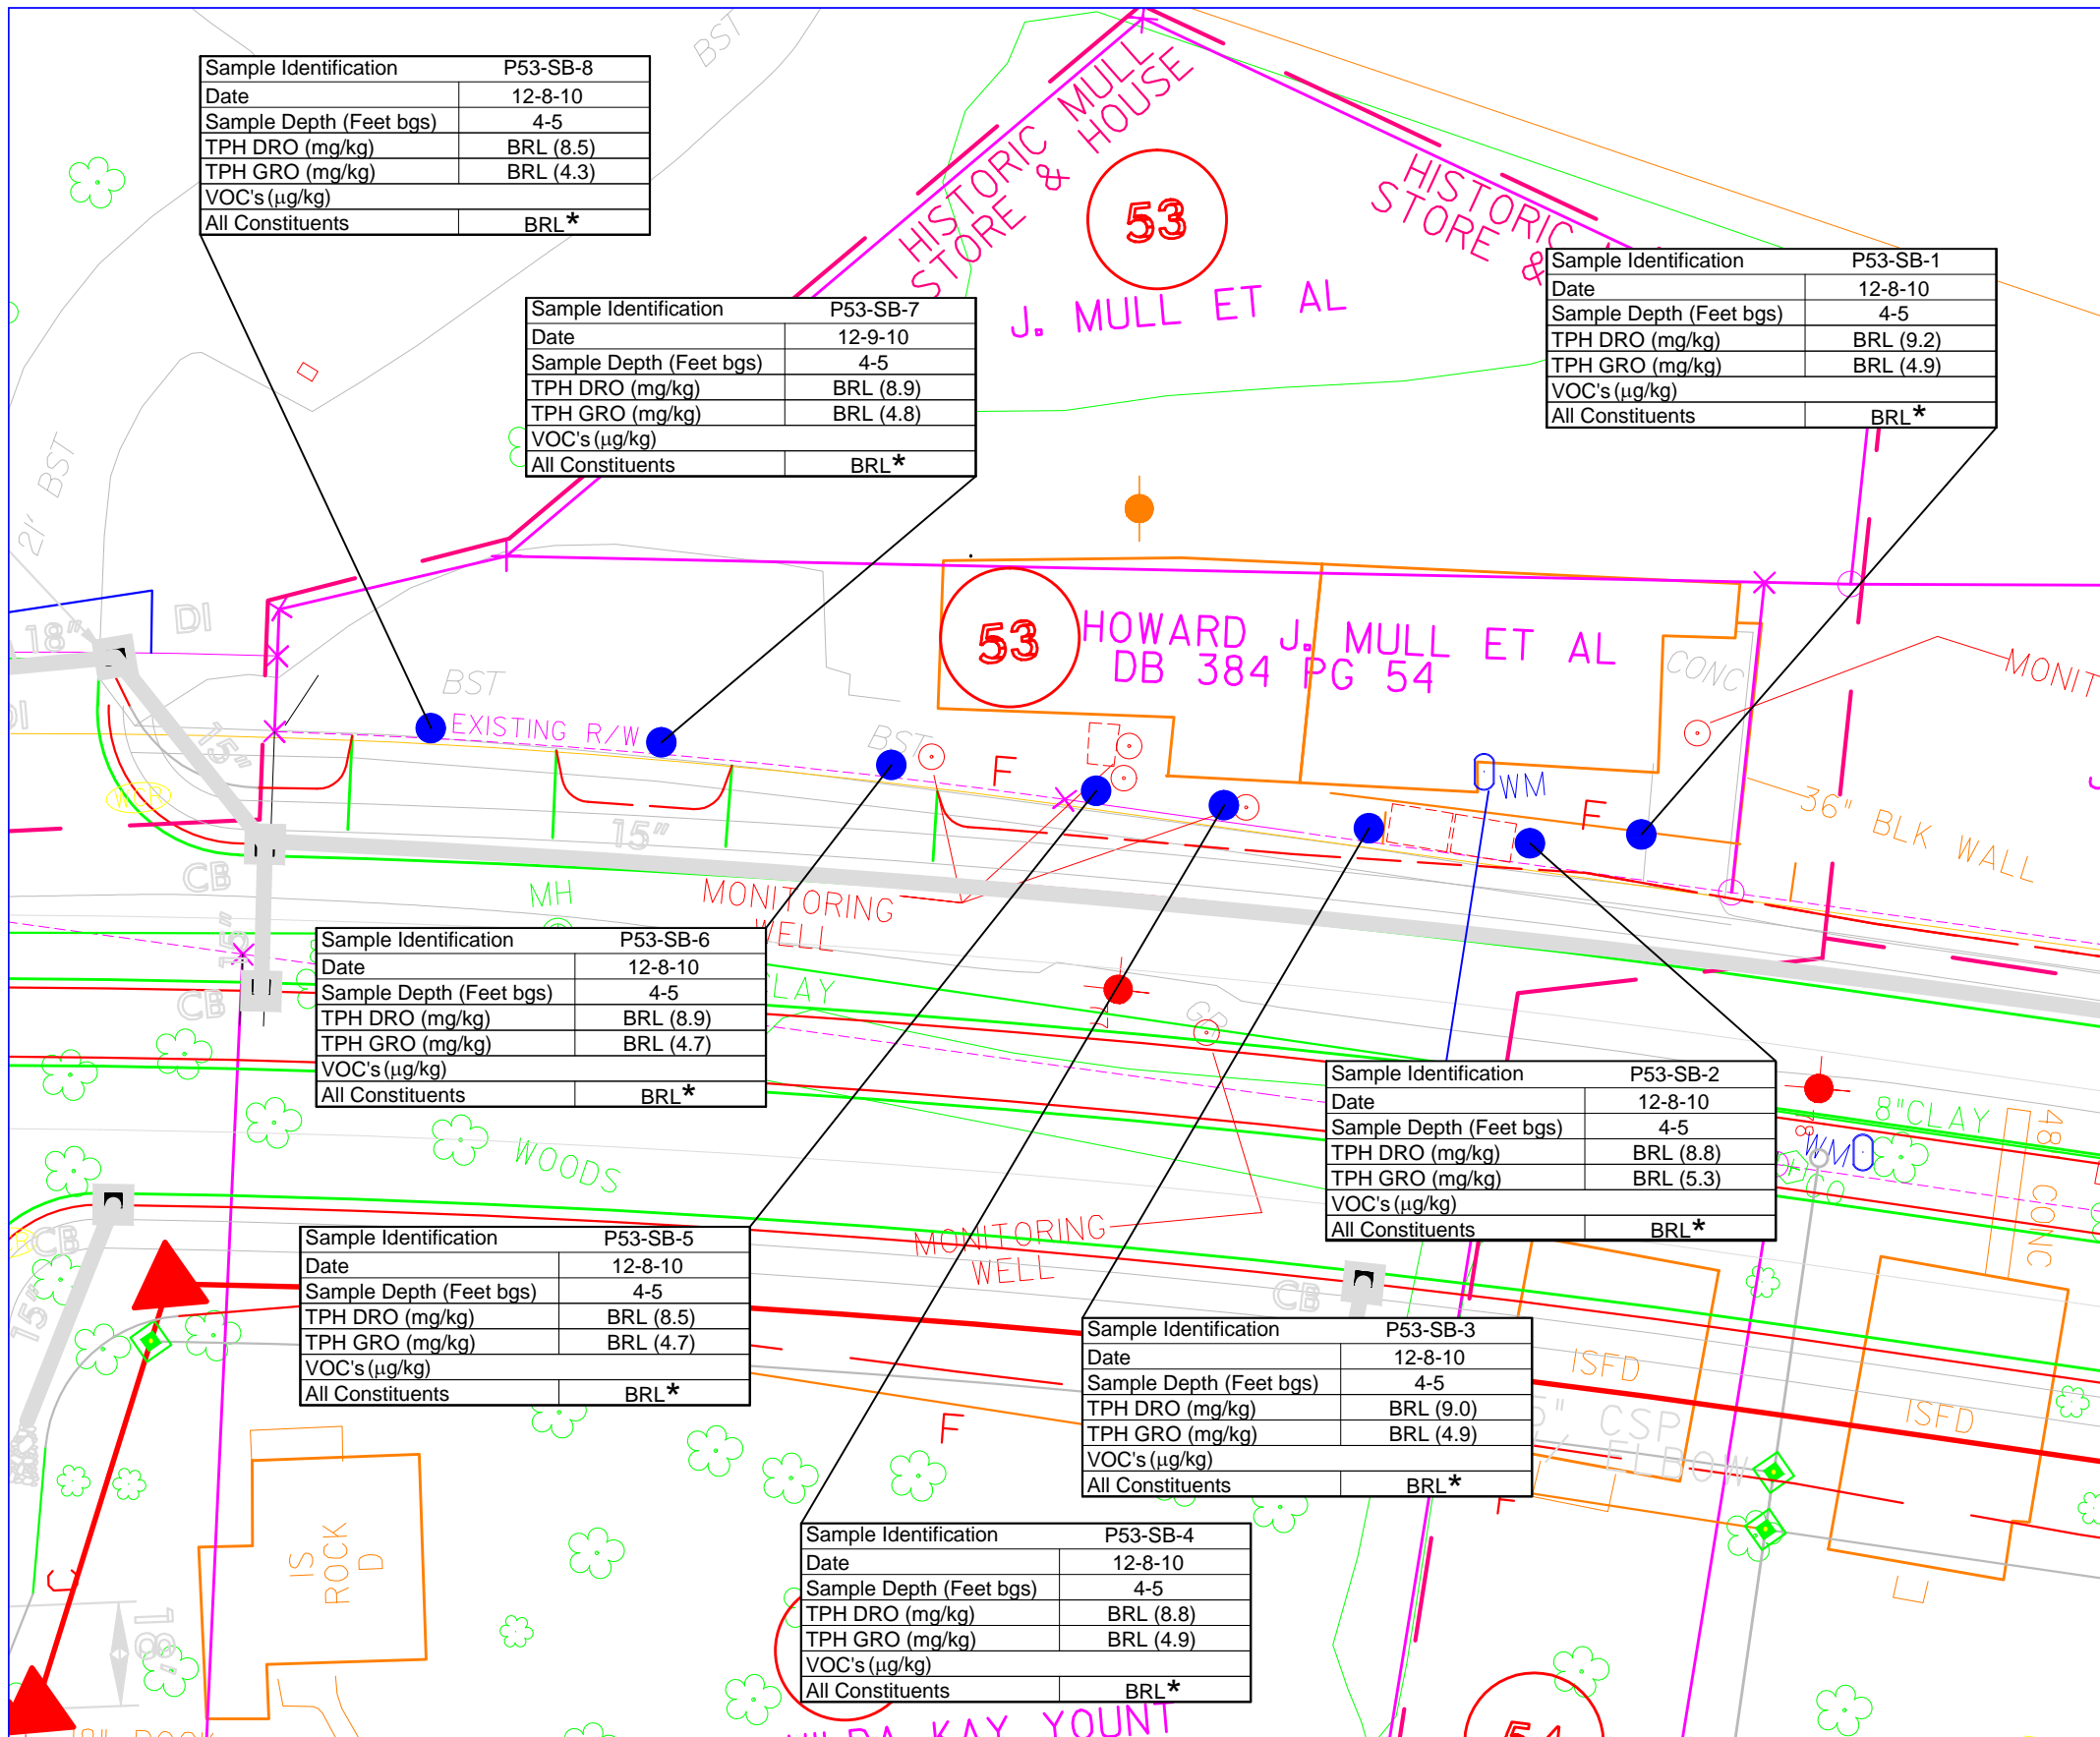 BST
Sample Identification P53-SB-8
Date 12-8-10
Sample Depth (Feet bgs) 4-5
TPH DRO (mg/kg) BRL (8.5)
TPH GRO (mg/kg) BRL (4.3)
VOC's (μg/kg)
All Constituents BRL*
HISTORIC MULL
STORE & HOUSE
53
HISTORIC
STORE &
J. MULL ET AL
Sample Identification P53-SB-1
Date 12-8-10
Sample Depth (Feet bgs) 4-5
TPH DRO (mg/kg) BRL (9.2)
TPH GRO (mg/kg) BRL (4.9)
VOC's (μg/kg)
All Constituents BRL*
Sample Identification P53-SB-7
Date 12-9-10
Sample Depth (Feet bgs) 4-5
TPH DRO (mg/kg) BRL (8.9)
TPH GRO (mg/kg) BRL (4.8)
VOC's (μg/kg)
All Constituents BRL*
21' BST
DI
18"
53
HOWARD J. MULL ET AL
DB 384 PG 54
CONC
MONIT
BST
EXISTING R/W
BST
DI
15"
F
WM
F
36" BLK WALL
J
15"
CB
MH
MONITORING
WELL
15"
CB
CLAY
GP
Sample Identification P53-SB-6
Date 12-8-10
Sample Depth (Feet bgs) 4-5
TPH DRO (mg/kg) BRL (8.9)
TPH GRO (mg/kg) BRL (4.7)
VOC's (μg/kg)
All Constituents BRL*
Sample Identification P53-SB-2
Date 12-8-10
Sample Depth (Feet bgs) 4-5
TPH DRO (mg/kg) BRL (8.8)
TPH GRO (mg/kg) BRL (5.3)
VOC's (μg/kg)
All Constituents BRL*
8"CLAY
48
CONC
WM
CO
WOODS
CB
15"
MONITORING
WELL
CB
Sample Identification P53-SB-5
Date 12-8-10
Sample Depth (Feet bgs) 4-5
TPH DRO (mg/kg) BRL (8.5)
TPH GRO (mg/kg) BRL (4.7)
VOC's (μg/kg)
All Constituents BRL*
Sample Identification P53-SB-3
Date 12-8-10
Sample Depth (Feet bgs) 4-5
TPH DRO (mg/kg) BRL (9.0)
TPH GRO (mg/kg) BRL (4.9)
VOC's (μg/kg)
All Constituents BRL*
ISFD
ISFD
5" CSP
ELBOW
F
F
IS
ROCK
D
C
18"
Sample Identification P53-SB-4
Date 12-8-10
Sample Depth (Feet bgs) 4-5
TPH DRO (mg/kg) BRL (8.8)
TPH GRO (mg/kg) BRL (4.9)
VOC's (μg/kg)
All Constituents BRL*
KAY YOUNT
54